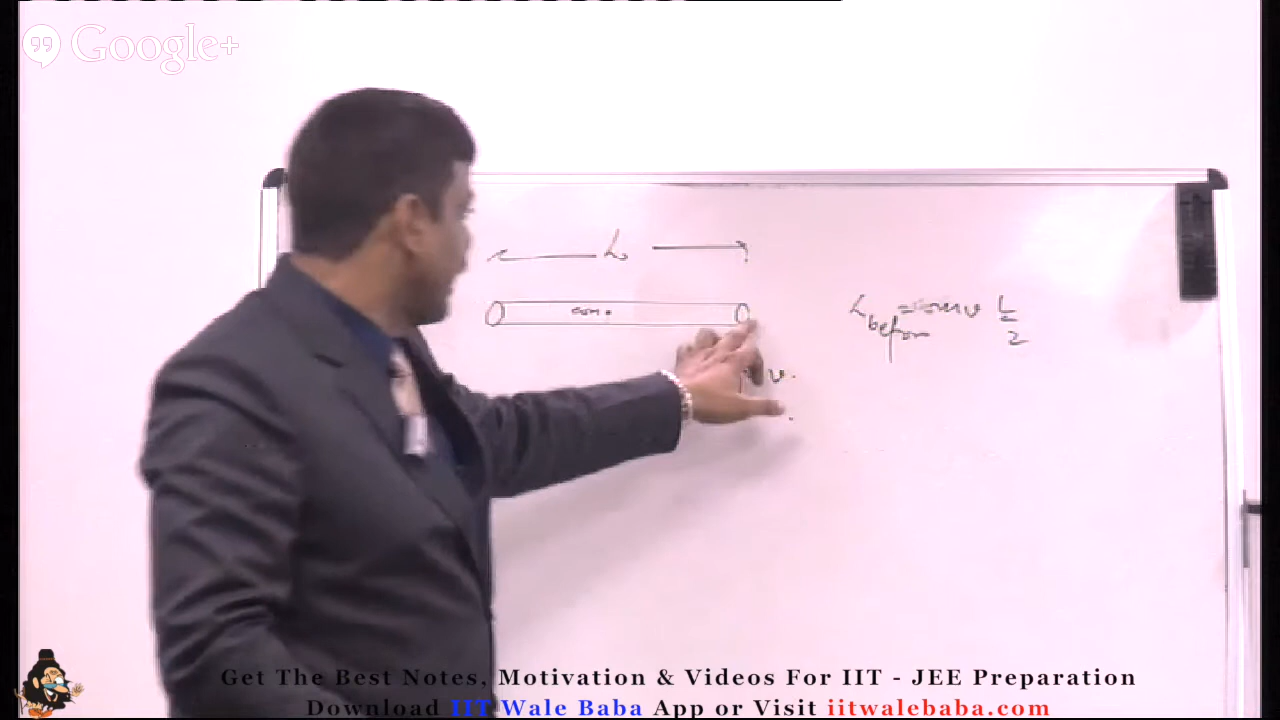 Google+
L
v.
L before = com v L/2
Get The Best Notes, Motivation & Videos For IIT - JEE Preparation
Download IIT Wale Baba App or Visit iitwalebaba.com